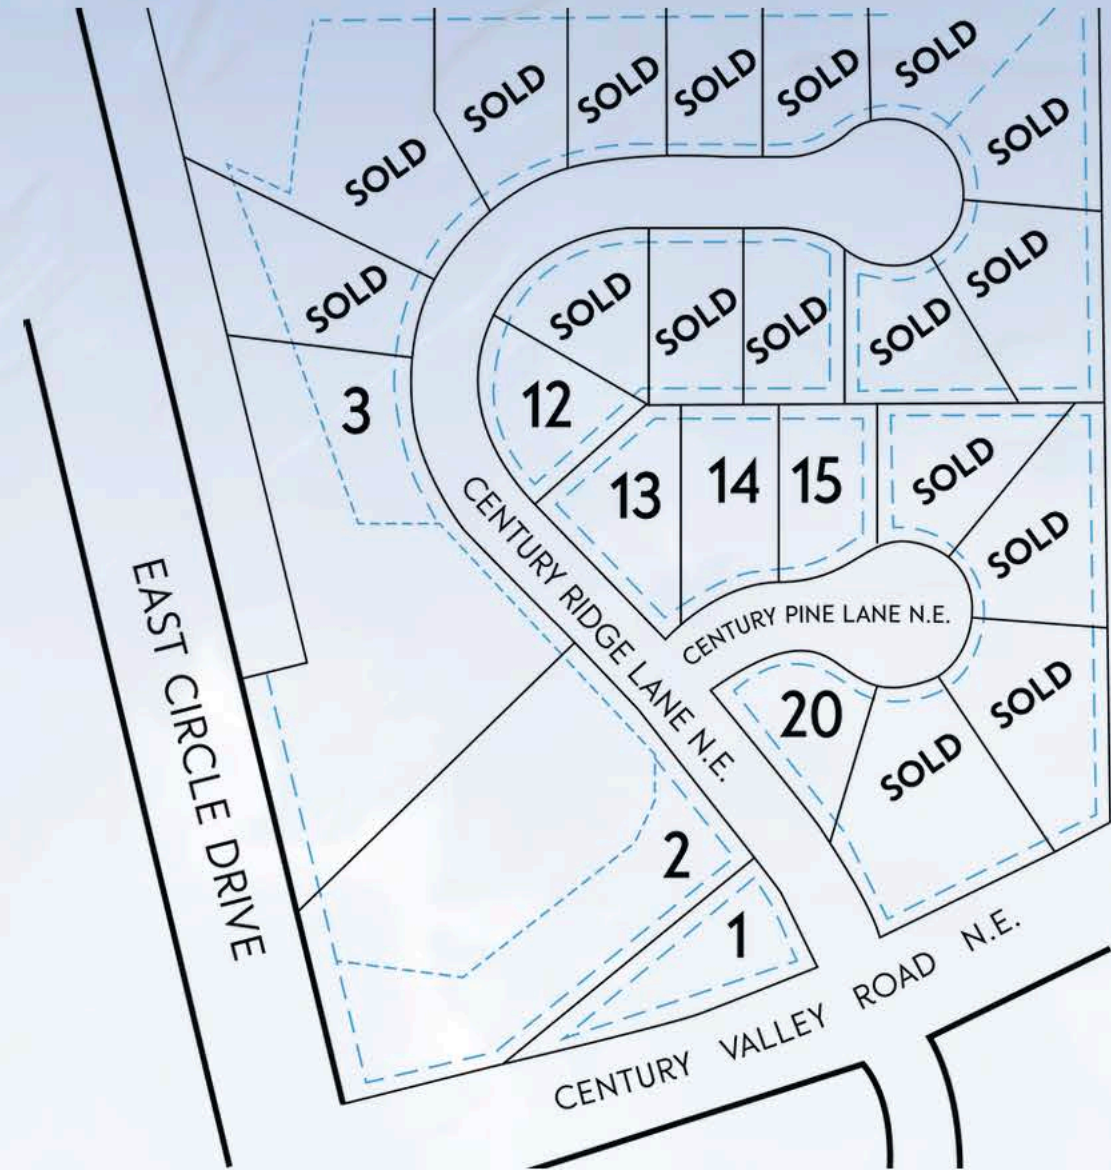 SOLD
SOLD
SOLD
SOLD
SOLD
SOLD
SOLD
SOLD
SOLD
SOLD
SOLD
SOLD
SOLD
SOLD
3
12
13
14
15
SOLD
SOLD
CENTURY RIDGE LANE N.E.
CENTURY PINE LANE N.E.
20
SOLD
SOLD
EAST CIRCLE DRIVE
2
1
CENTURY VALLEY ROAD N.E.